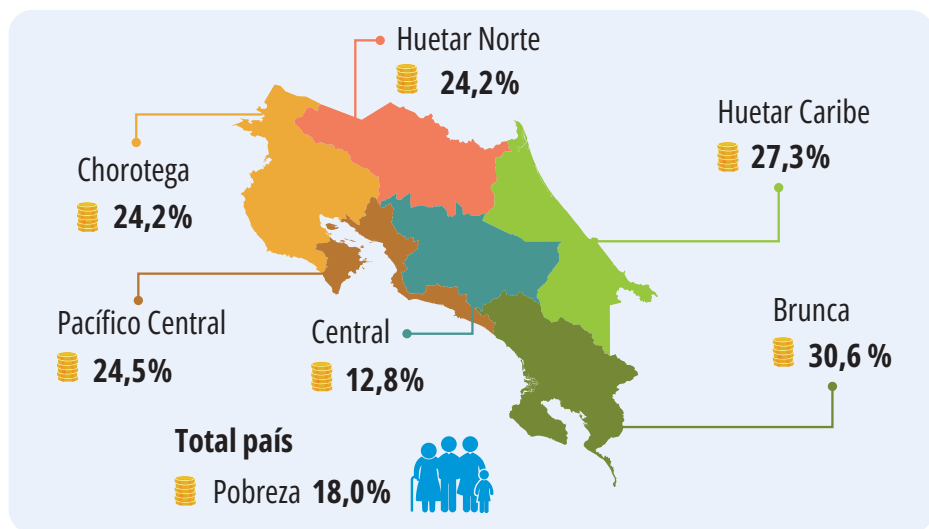 Huetar Norte
24,2%
Huetar Caribe
27,3%
Chorotega
24,2%
Pacífico Central
24,5%
Central
12,8%
Brunca
30,6 %
Total país
Pobreza 18,0%